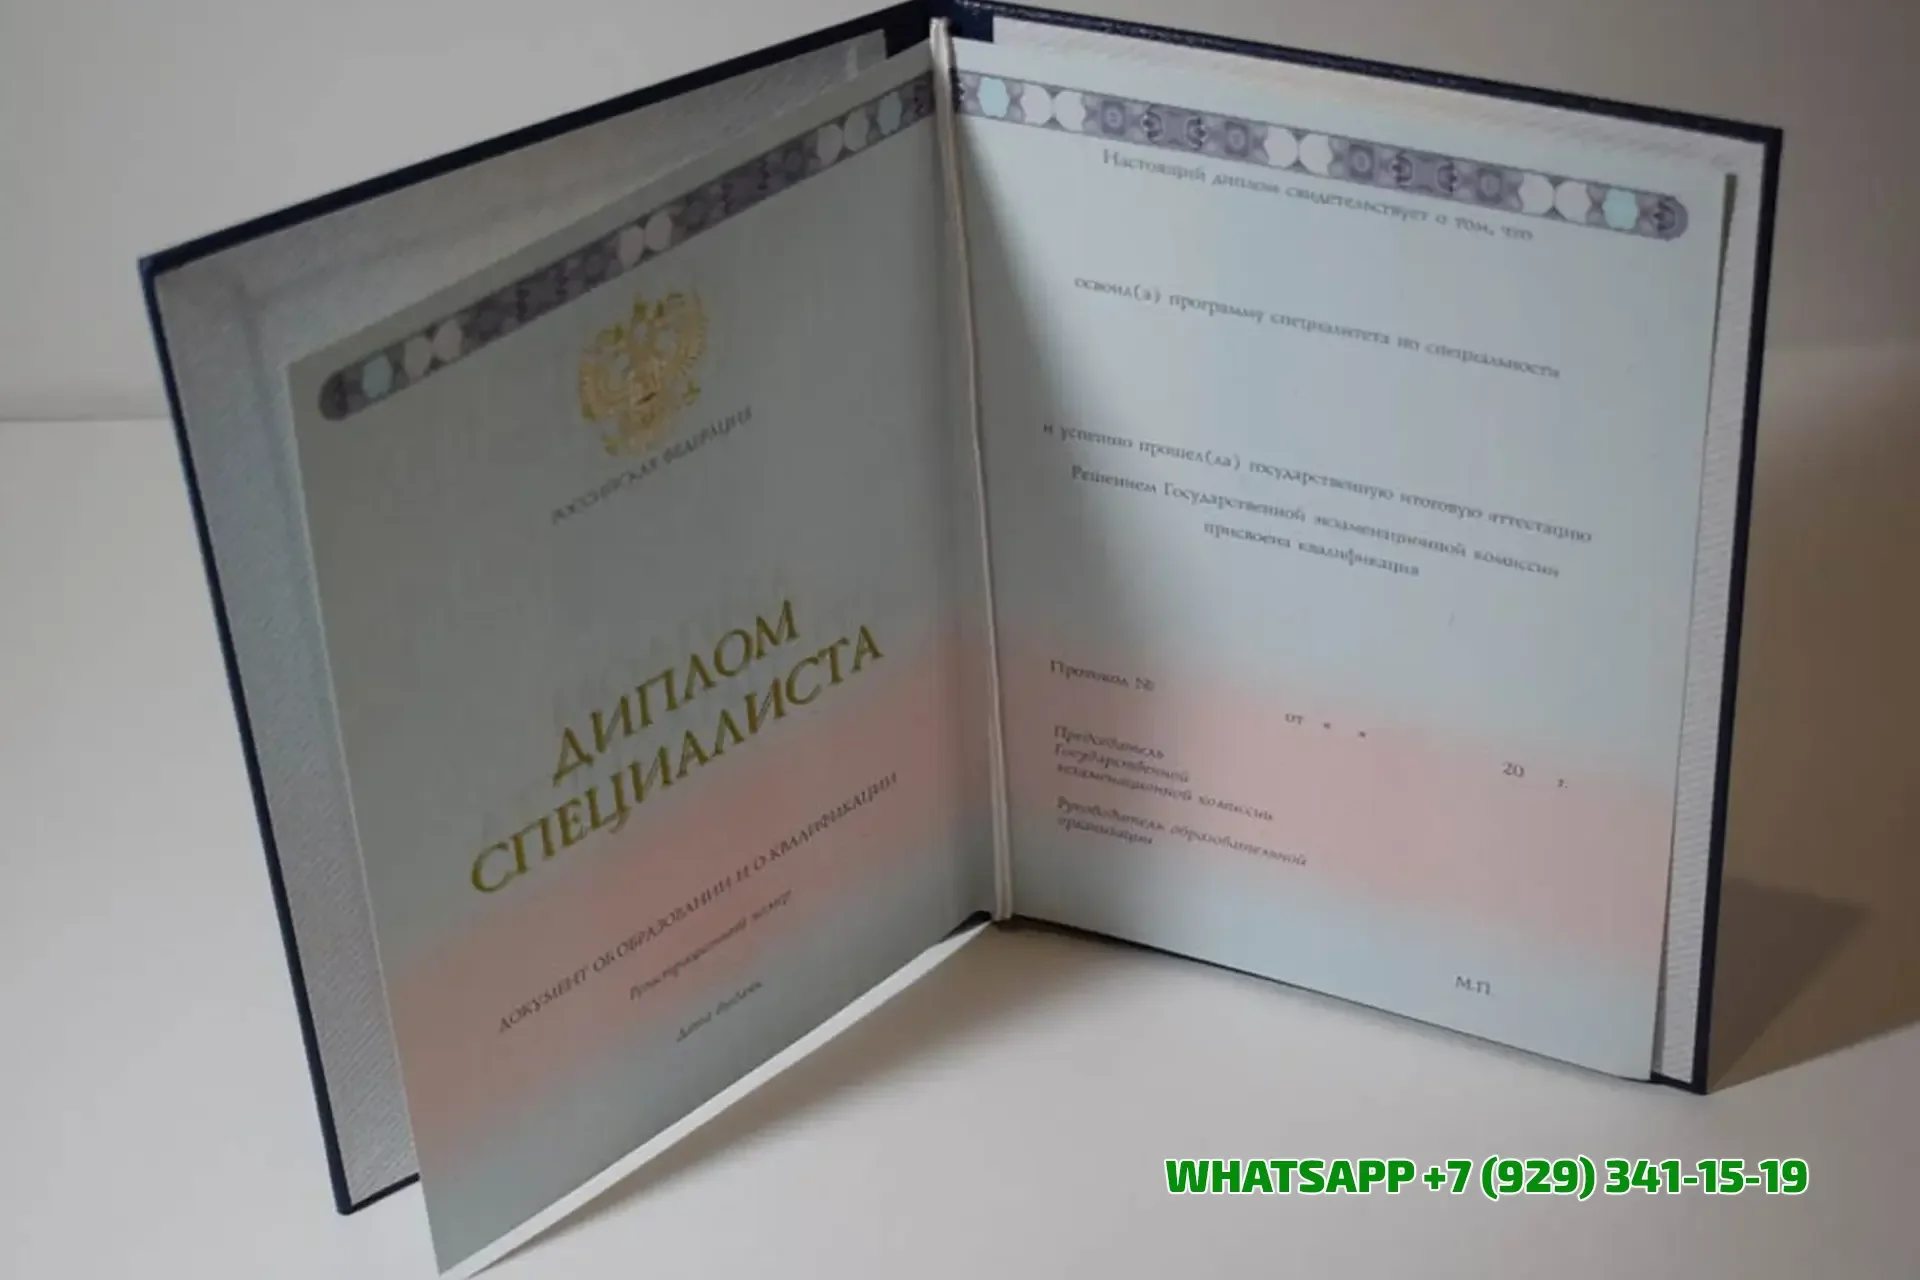 РОССИЙСКАЯ ФЕДЕРАЦИЯ
ДИПЛОМ
СПЕЦИАЛИСТА
ДОКУМЕНТ ОБ ОБРАЗОВАНИИ И О КВАЛИФИКАЦИИ
Регистрационный номер
Дата выдачи
Настоящий диплом свидетельствует о том, что
освоил(а) программу специалитета по специальности
и успешно прошел(ла) государственную итоговую аттестацию
Решением Государственной экзаменационной комиссии
присвоена квалификация
Протокол №
от « »
20 г.
Председатель
Государственной
экзаменационной комиссии
Руководитель образовательной
организации
М.П.
WHATSAPP +7 (929) 341-15-19